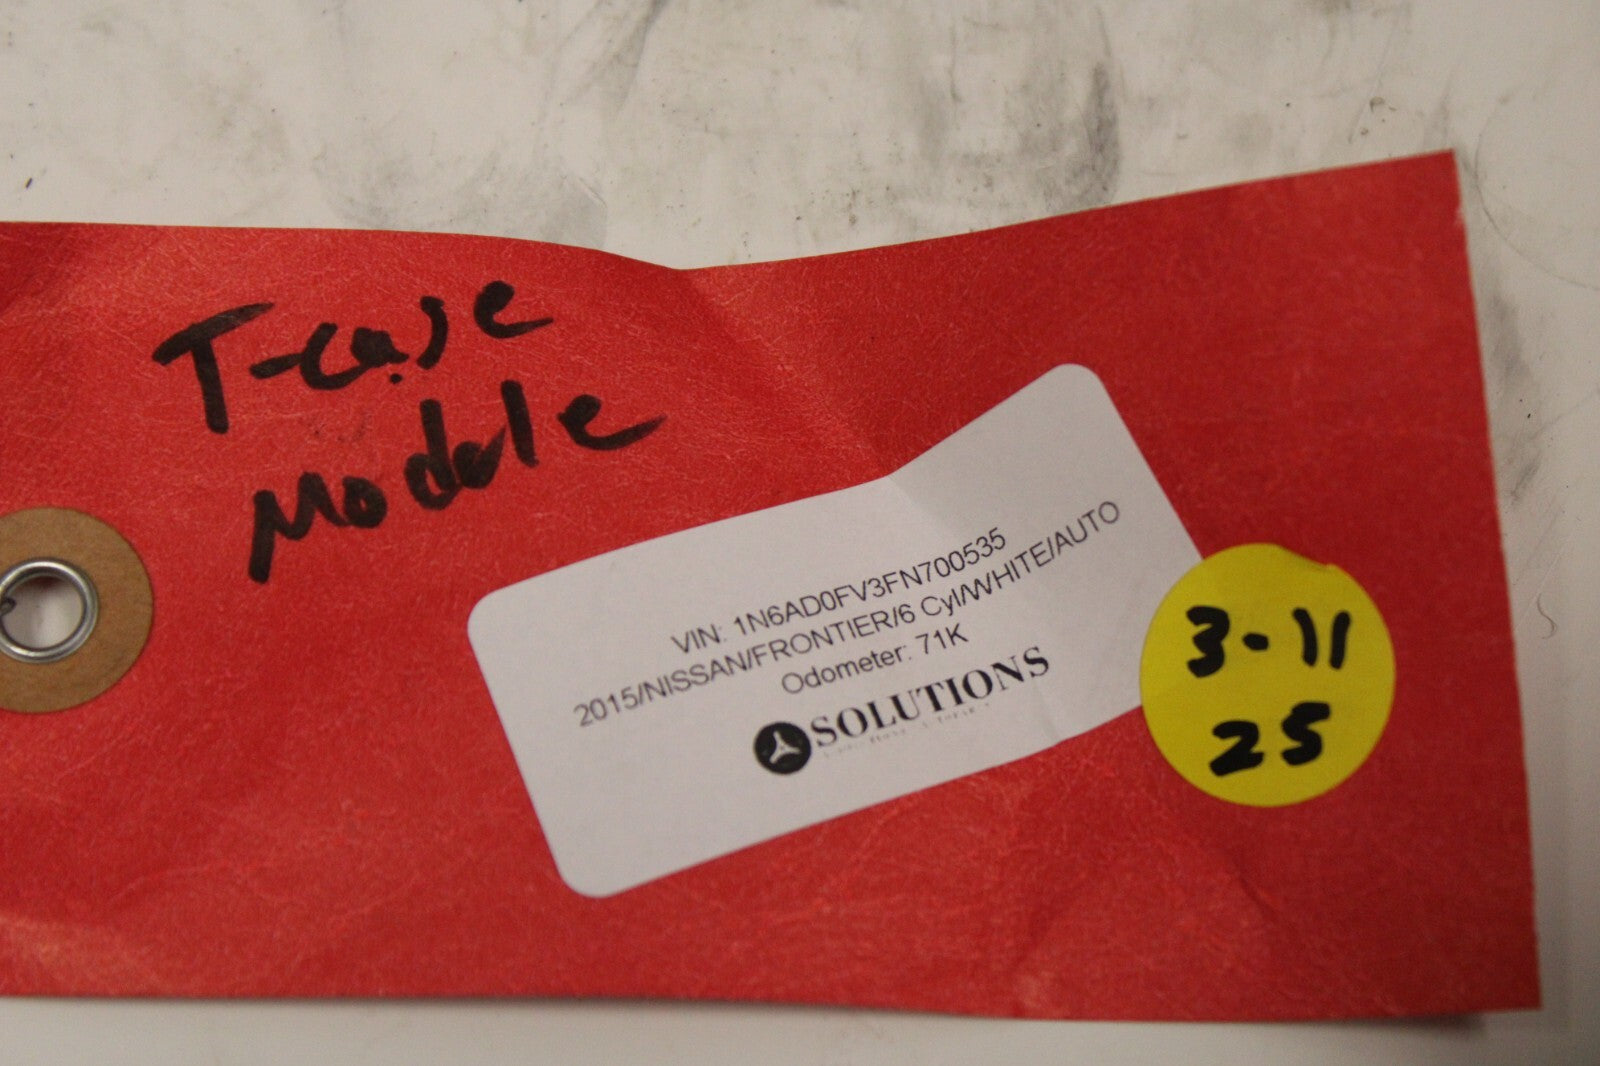 T-case
Module
VIN: 1N6AD0FV3FN700535
2015/NISSAN/FRONTIER/6 Cyl/WHITE/AUTO
Odometer: 71K
SOLUTIONS
3-11
25